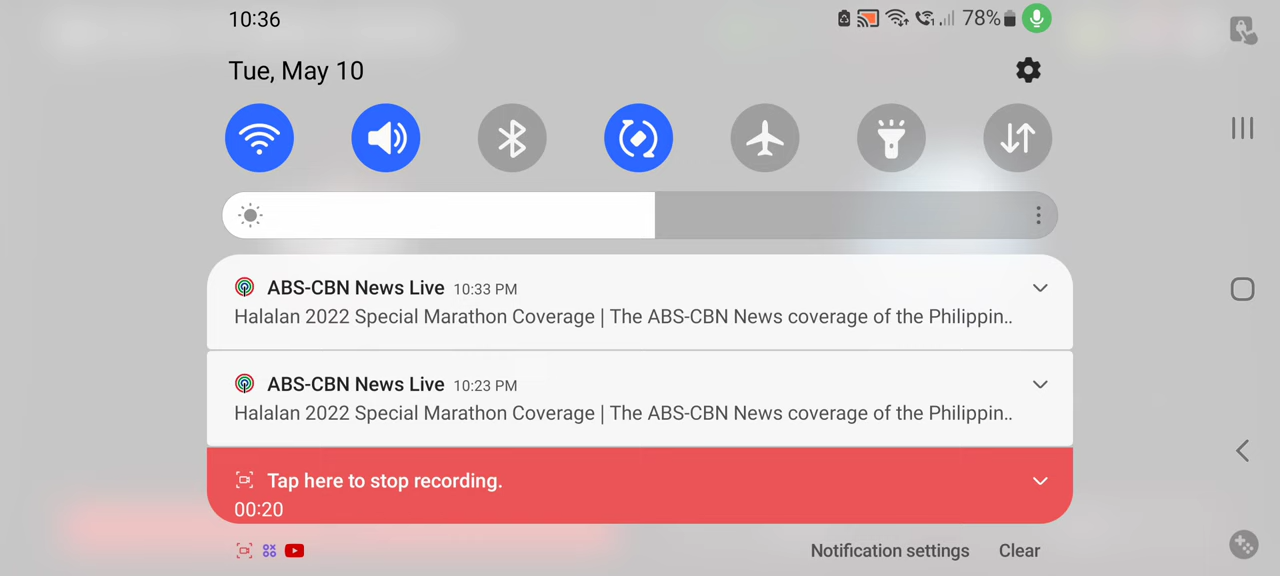 10:36
78%
Tue, May 10
ABS-CBN News Live 10:33 PM
Halalan 2022 Special Marathon Coverage | The ABS-CBN News coverage of the Philippin..
ABS-CBN News Live 10:23 PM
Halalan 2022 Special Marathon Coverage | The ABS-CBN News coverage of the Philippin..
Tap here to stop recording.
00:20
Notification settings Clear